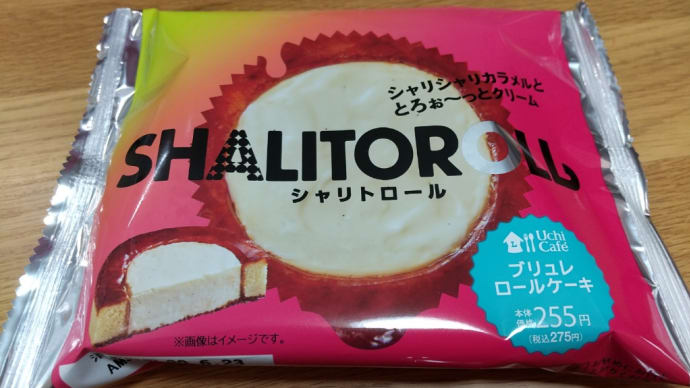 シャリシャリカラメルと
とろぉ〜っとクリーム
SHALITOROLL
シャリトロール
Uchi
Café
ブリュレ
ロールケーキ
本体
価格 255円
(税込275円)
※画像はイメージです。